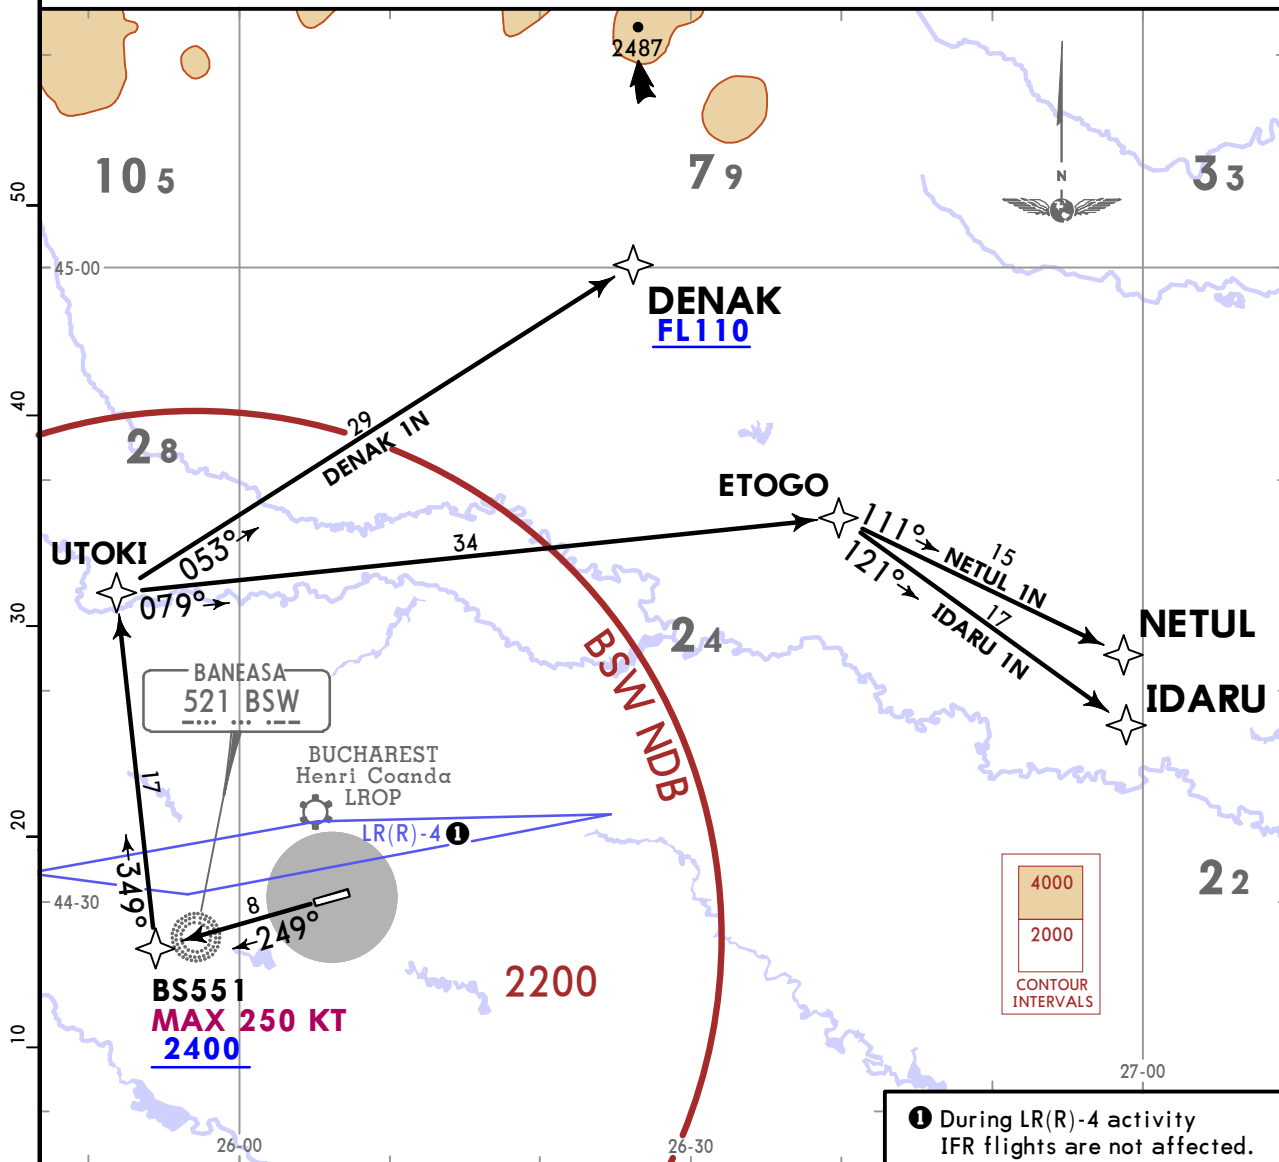 2487
10 5
7 9
3 3
N
50
45-00
DENAK
FL110
40
29
DENAK 1N
2 8
ETOGO
UTOKI
053°
34
111°
15
NETUL 1N
079°
121°
17
IDARU 1N
30
2 4
NETUL
BSW NDB
BANEASA
521 BSW
IDARU
17
BUCHAREST
Henri Coanda
LROP
20
LR(R)-4 1
349°
44-30
8
249°
2 2
4000
2000
CONTOUR
INTERVALS
2200
BS551
MAX 250 KT
2400
10
27-00
26-00
26-30
1 During LR(R)-4 activity
IFR flights are not affected.